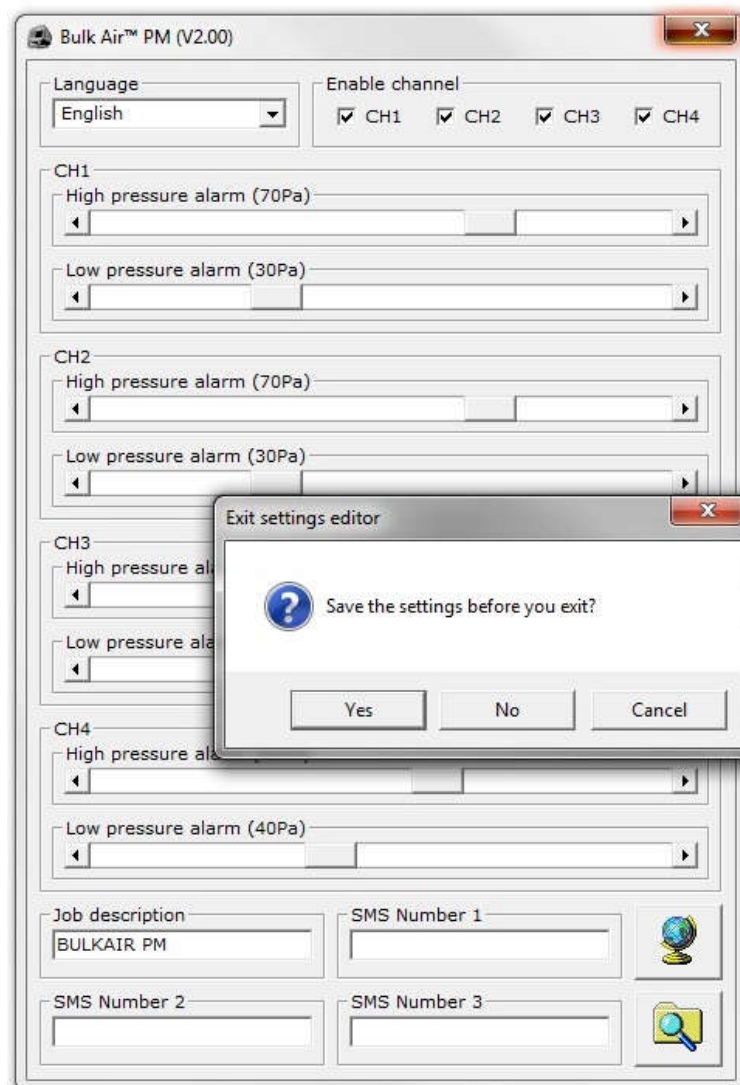 Bulk Air™ PM (V2.00)
Language
Enable channel
English
CH1 CH2 CH3 CH4
CH1
High pressure alarm (70Pa)
Low pressure alarm (30Pa)
CH2
High pressure alarm (70Pa)
Low pressure alarm (30Pa)
Exit settings editor
Save the settings before you exit?
Yes No Cancel
CH3
High pressure
Low pressure
CH4
High pressure
Low pressure alarm (40Pa)
Job description
SMS Number 1
BULKAIR PM
SMS Number 2
SMS Number 3